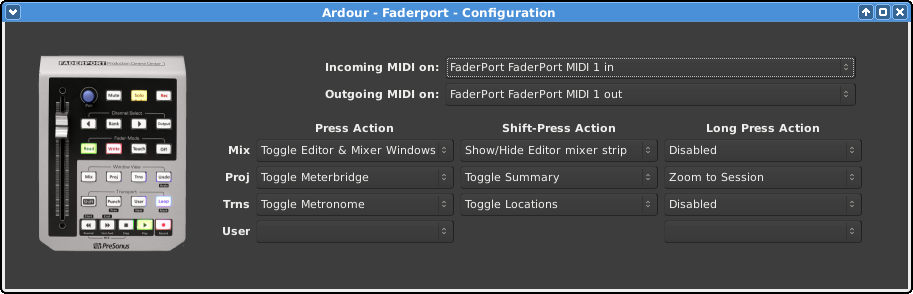 Ardour - Faderport - Configuration
Incoming MIDI on: FaderPort FaderPort MIDI 1 in
Outgoing MIDI on: FaderPort FaderPort MIDI 1 out
Press Action Shift-Press Action Long Press Action
Mix Toggle Editor & Mixer Windows Show/Hide Editor mixer strip Disabled
Proj Toggle Meterbridge Toggle Summary Zoom to Session
Trns Toggle Metronome Toggle Locations Disabled
User
FADERPORT
Mute Solo Rec
Pan
Channel Select
Bank Output
Fader Mode
Read Write Touch Off
Window View
Mix Proj Trns Undo
Transport
Shift Punch User Loop
PreSonus